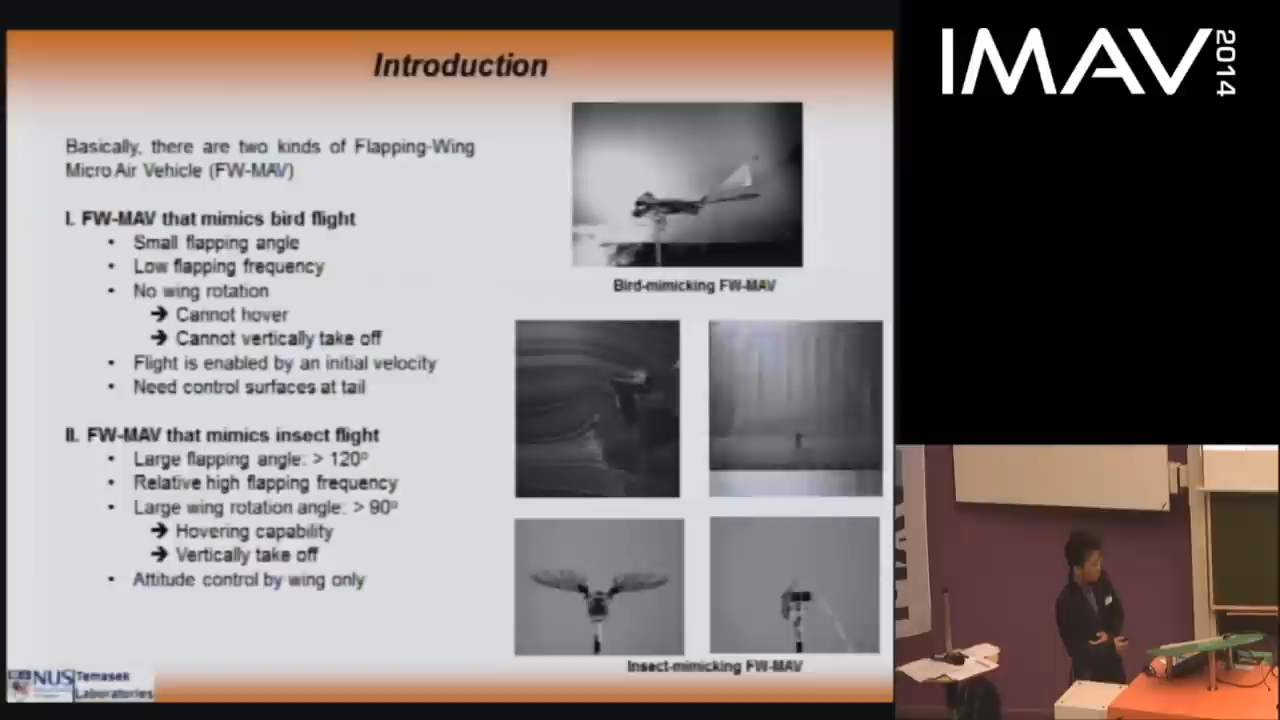 Introduction
Basically, there are two kinds of Flapping-Wing
Micro Air Vehicle (FW-MAV)
I. FW-MAV that mimics bird flight
• Small flapping angle
• Low flapping frequency
• No wing rotation
➔ Cannot hover
➔ Cannot vertically take off
• Flight is enabled by an initial velocity
• Need control surfaces at tail
II. FW-MAV that mimics insect flight
• Large flapping angle: > 120º
• Relative high flapping frequency
• Large wing rotation angle: > 90º
➔ Hovering capability
➔ Vertically take off
• Attitude control by wing only
Bird-mimicking FW-MAV
Insect-mimicking FW-MAV
NUS
Temasek
Laboratories
IMAV
2014